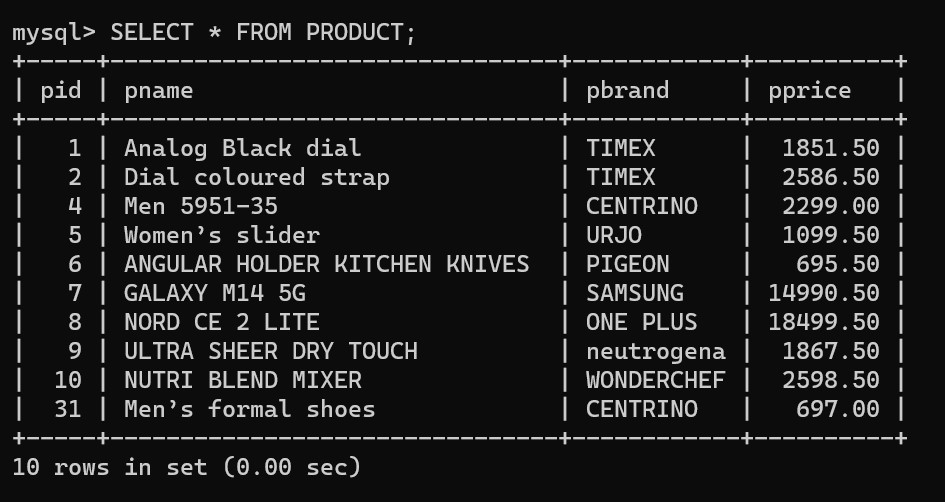 mysql> SELECT * FROM PRODUCT;
+-----+--------------------------------+------------+----------+
| pid | pname                          | pbrand     | pprice   |
+-----+--------------------------------+------------+----------+
|   1 | Analog Black dial              | TIMEX      |  1851.50 |
|   2 | Dial coloured strap            | TIMEX      |  2586.50 |
|   4 | Men 5951-35                    | CENTRINO   |  2299.00 |
|   5 | Women’s slider                 | URJO       |  1099.50 |
|   6 | ANGULAR HOLDER KITCHEN KNIVES  | PIGEON     |   695.50 |
|   7 | GALAXY M14 5G                  | SAMSUNG    | 14990.50 |
|   8 | NORD CE 2 LITE                 | ONE PLUS   | 18499.50 |
|   9 | ULTRA SHEER DRY TOUCH          | neutrogena |  1867.50 |
|  10 | NUTRI BLEND MIXER              | WONDERCHEF |  2598.50 |
|  31 | Men’s formal shoes             | CENTRINO   |   697.00 |
+-----+--------------------------------+------------+----------+
10 rows in set (0.00 sec)